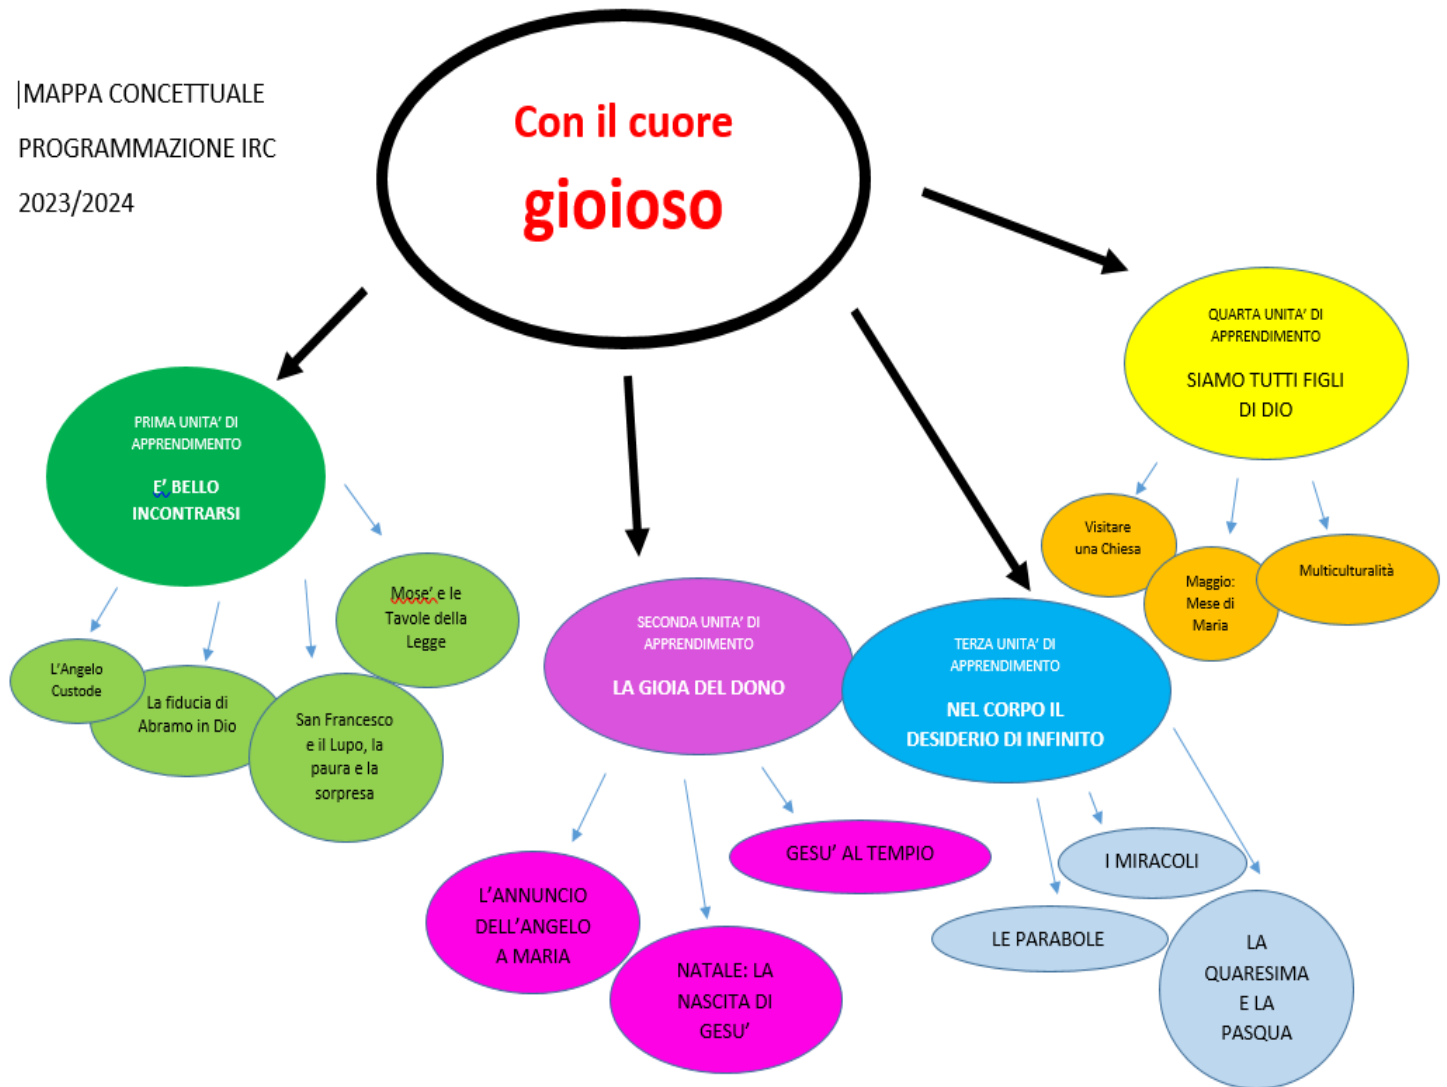 MAPPA CONCETTUALE
PROGRAMMAZIONE IRC
2023/2024
Con il cuore
gioioso
PRIMA UNITA’ DI
APPRENDIMENTO
E’ BELLO
INCONTRARSI
L’Angelo
Custode
La fiducia di
Abramo in Dio
San Francesco
e il Lupo, la
paura e la
sorpresa
Mose’ e le
Tavole della
Legge
SECONDA UNITA’ DI
APPRENDIMENTO
LA GIOIA DEL DONO
L’ANNUNCIO
DELL’ANGELO
A MARIA
NATALE: LA
NASCITA DI
GESU’
GESU’ AL TEMPIO
TERZA UNITA’ DI
APPRENDIMENTO
NEL CORPO IL
DESIDERIO DI INFINITO
LE PARABOLE
I MIRACOLI
LA
QUARESIMA
E LA
PASQUA
QUARTA UNITA’ DI
APPRENDIMENTO
SIAMO TUTTI FIGLI
DI DIO
Visitare
una Chiesa
Maggio:
Mese di
Maria
Multiculturalità